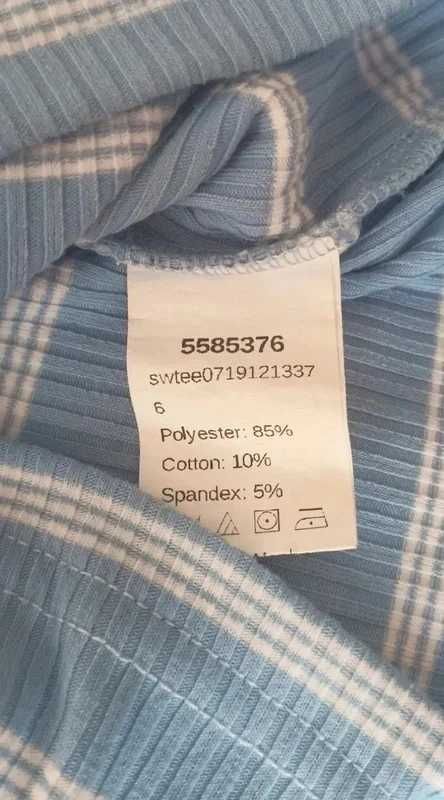 5585376
swtee0719121337
6
Polyester: 85%
Cotton: 10%
Spandex: 5%